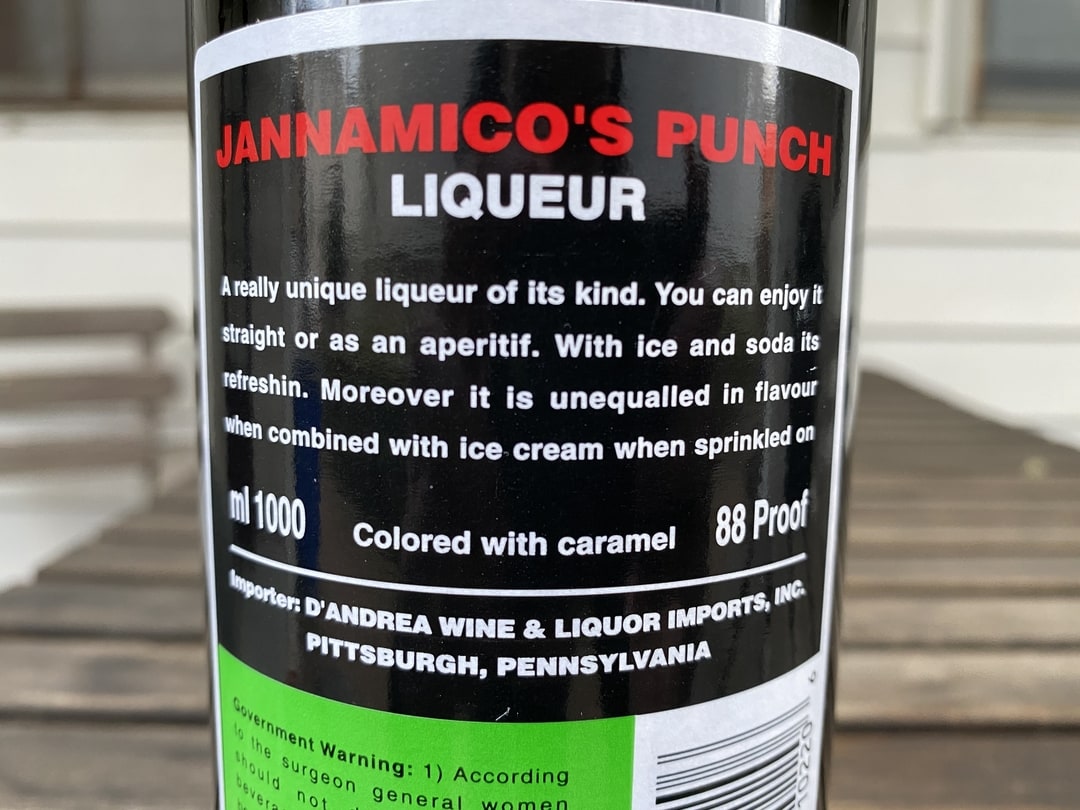 JANNAMICO'S PUNCH
LIQUEUR
A really unique liqueur of its kind. You can enjoy it
straight or as an aperitif. With ice and soda its
refreshin. Moreover it is unequalled in flavour
when combined with ice cream when sprinkled on
ml 1000 Colored with caramel 88 Proof
Importer: D'ANDREA WINE & LIQUOR IMPORTS, INC.
PITTSBURGH, PENNSYLVANIA
Government Warning: 1) According
to the surgeon general women
should not